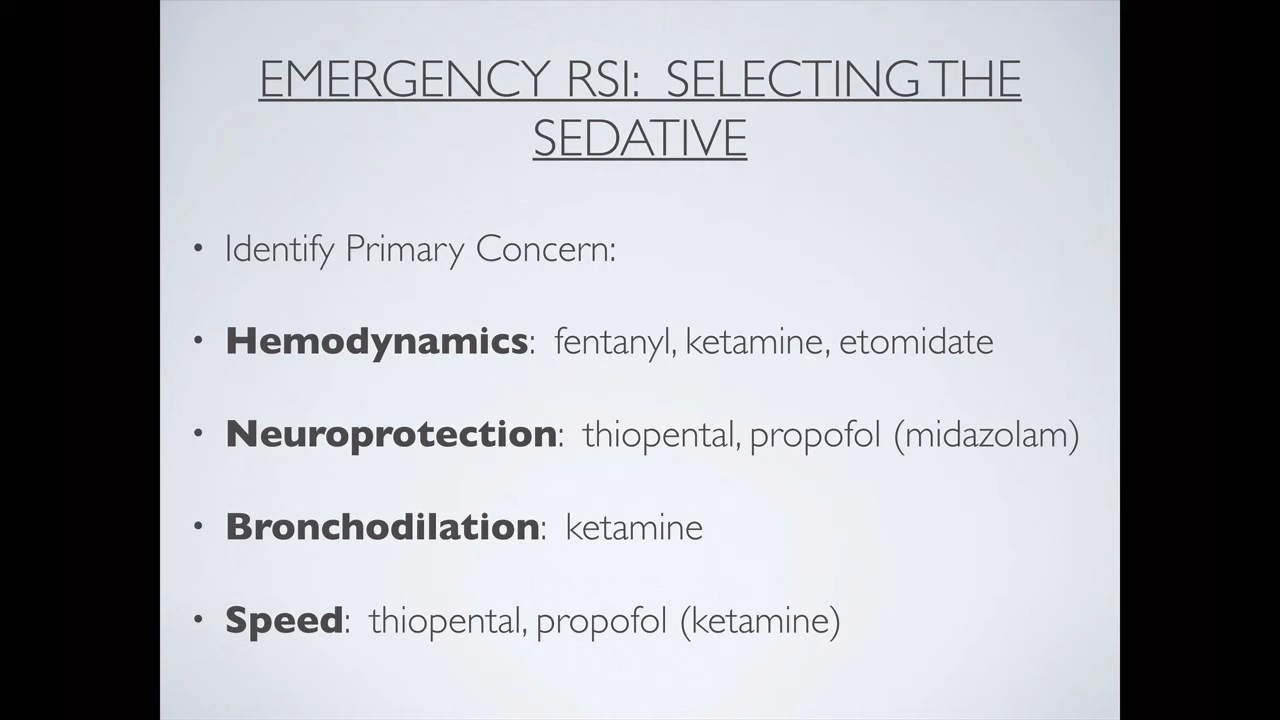 EMERGENCY RSI: SELECTING THE
SEDATIVE
• Identify Primary Concern:
• Hemodynamics: fentanyl, ketamine, etomidate
• Neuroprotection: thiopental, propofol (midazolam)
• Bronchodilation: ketamine
• Speed: thiopental, propofol (ketamine)